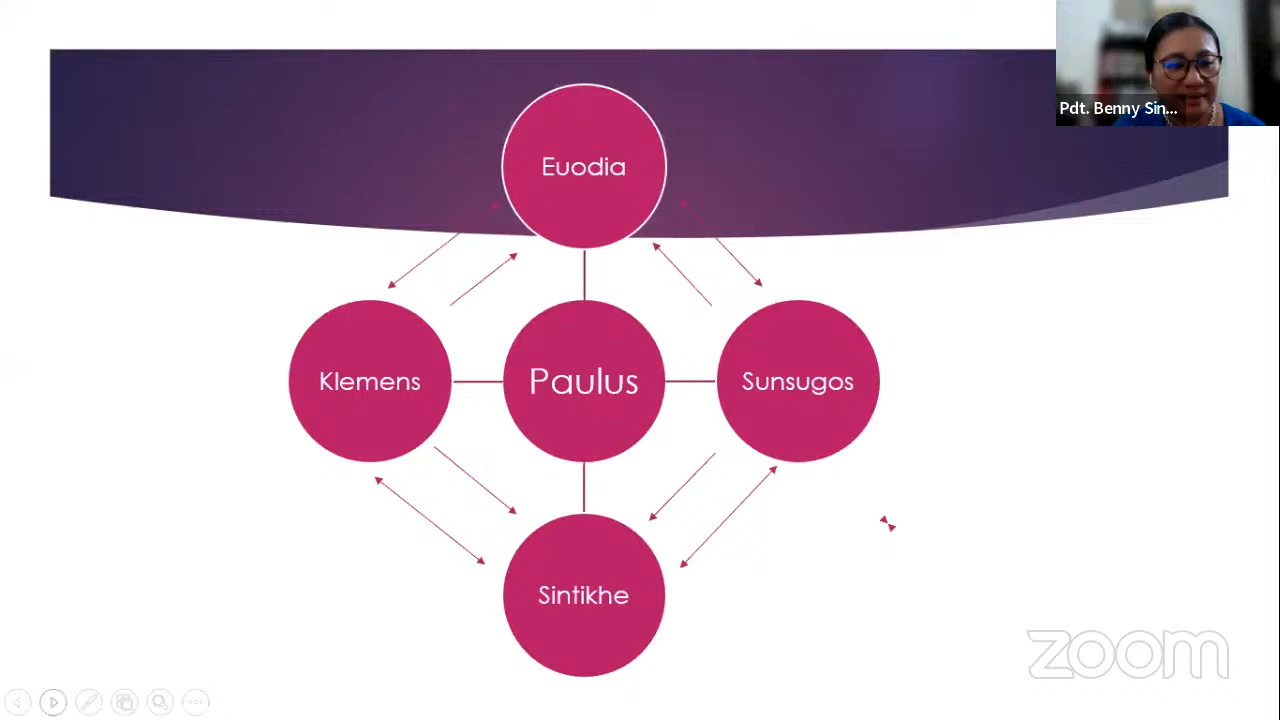 Pdt. Benny Sin...
Euodia
Klemens
Paulus
Sunsugos
Sintikhe
zoom